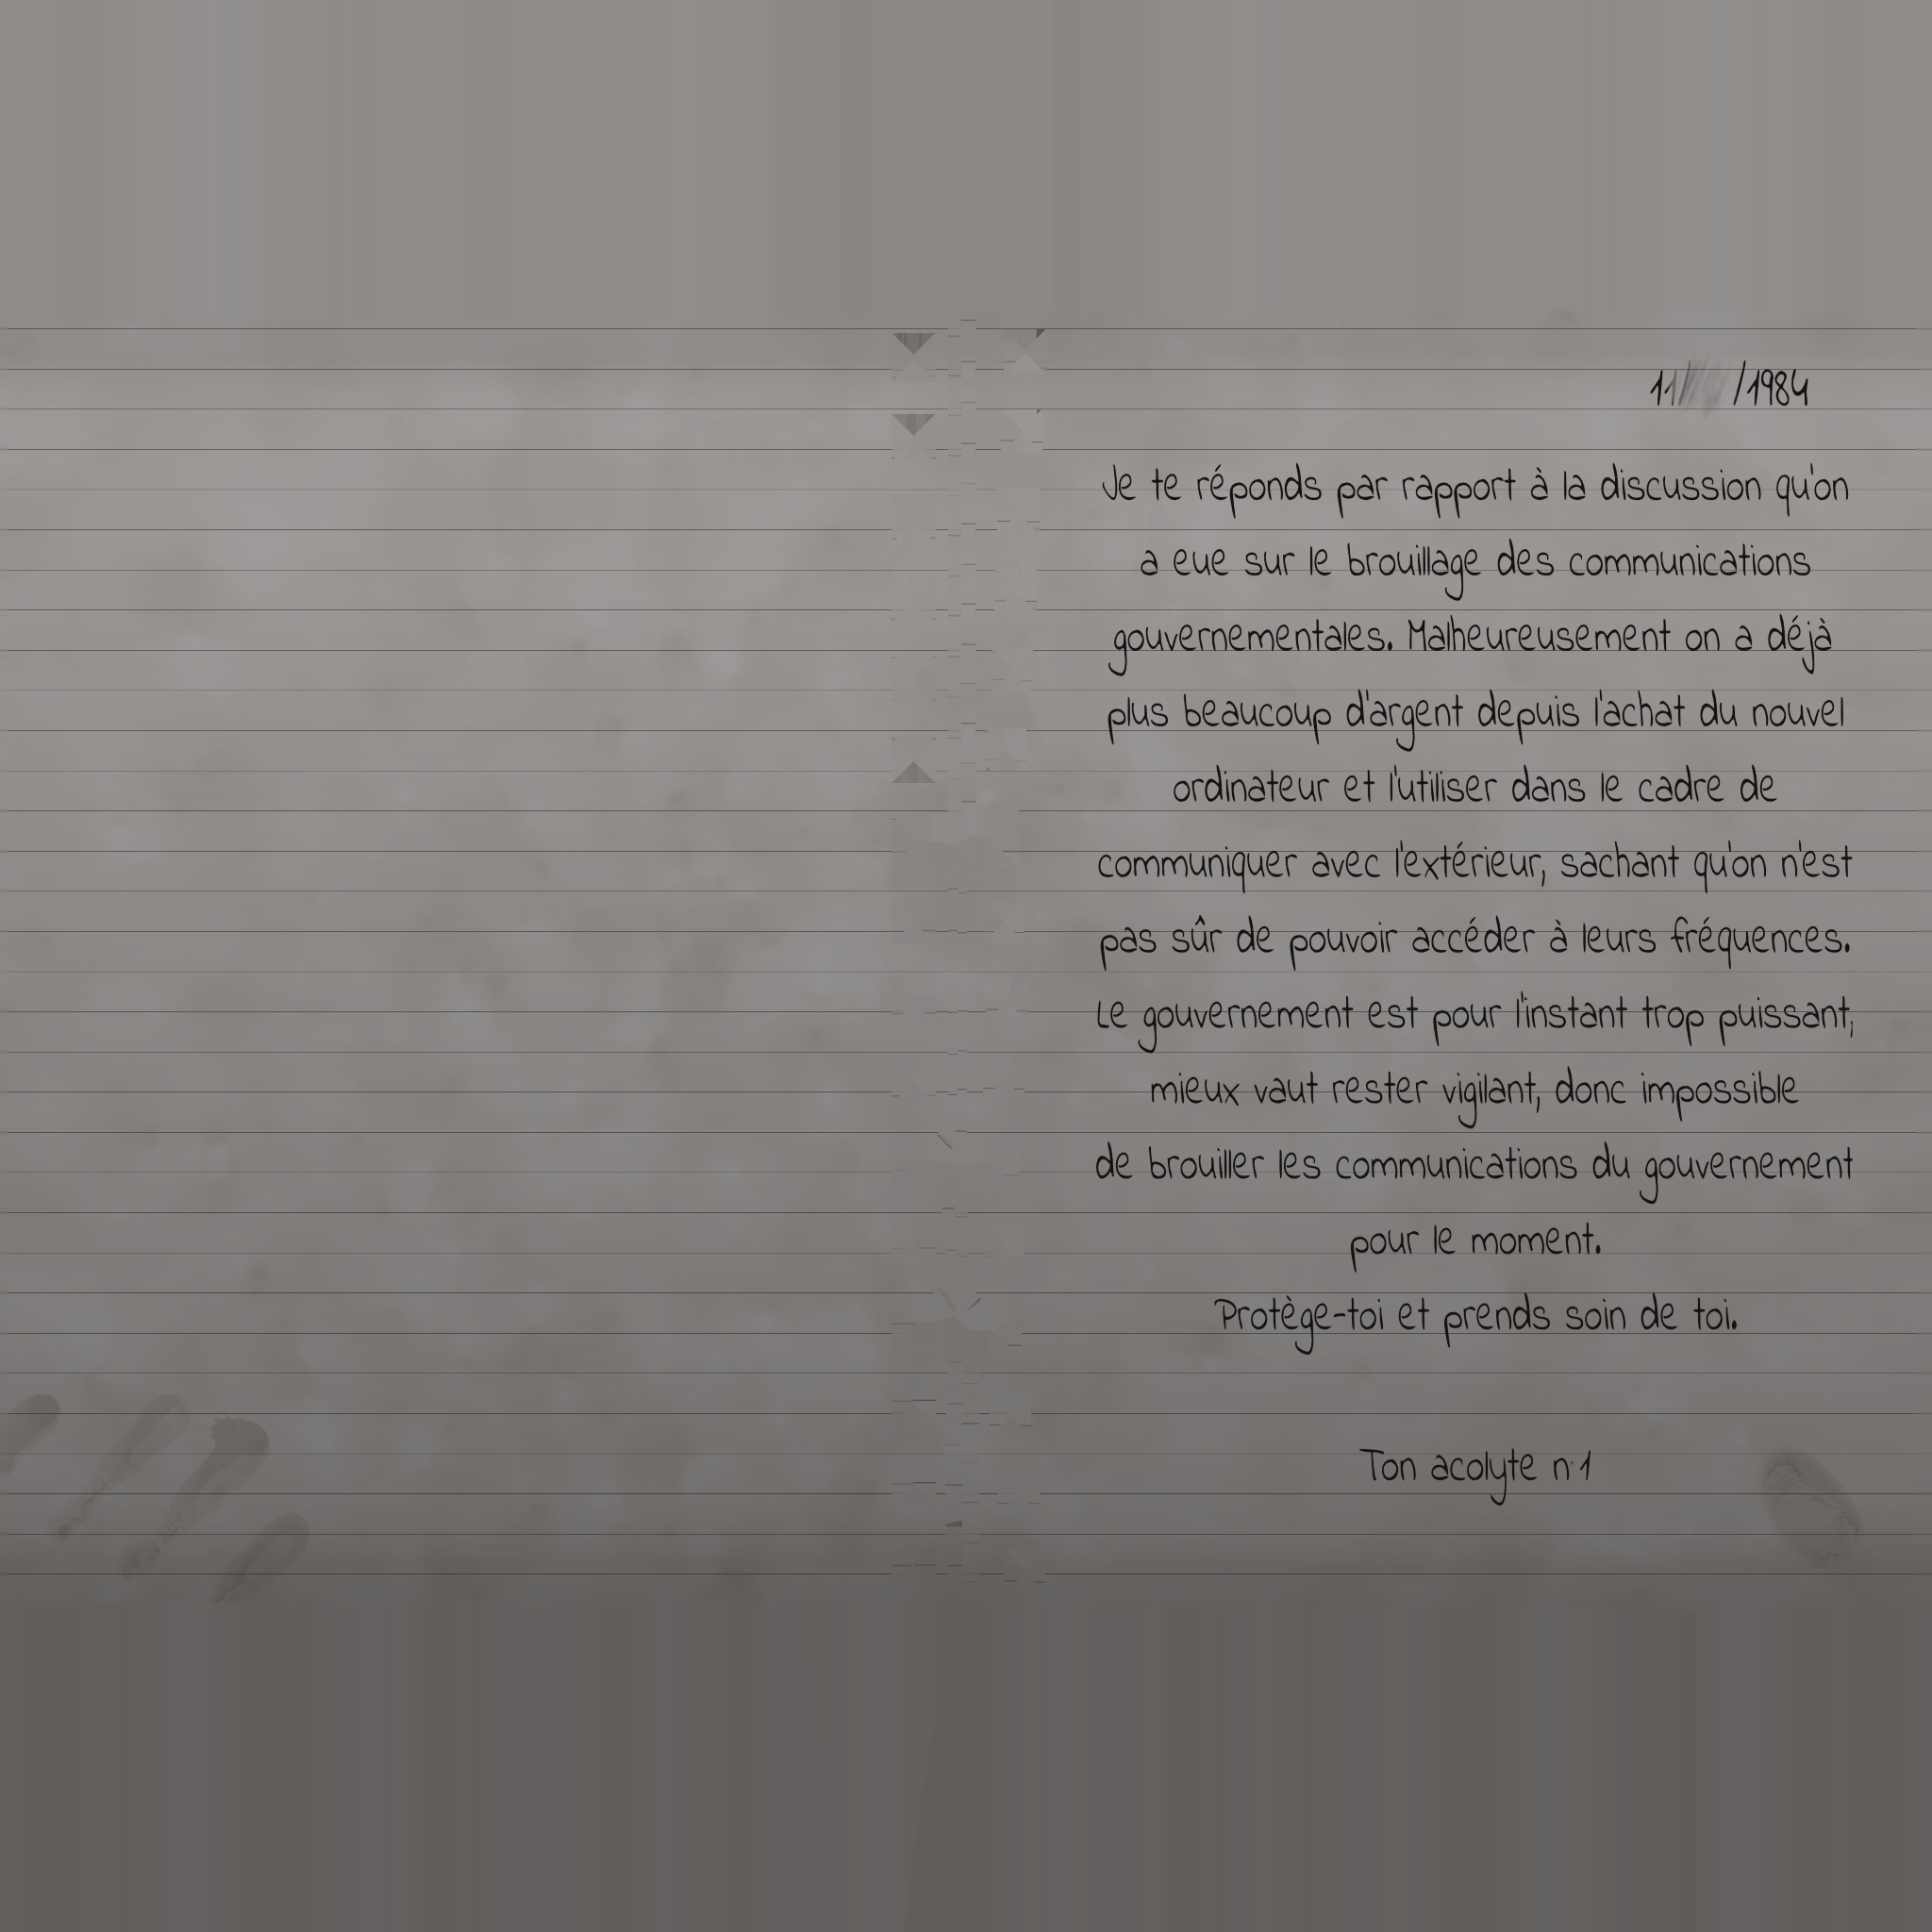 11/ /1984
Je te réponds par rapport à la discussion qu'on
a eue sur le brouillage des communications
gouvernementales. Malheureusement on a déjà
plus beaucoup d'argent depuis l'achat du nouvel
ordinateur et l'utiliser dans le cadre de
communiquer avec l'extérieur, sachant qu'on n'est
pas sûr de pouvoir accéder à leurs fréquences.
Le gouvernement est pour l'instant trop puissant,
mieux vaut rester vigilant, donc impossible
de brouiller les communications du gouvernement
pour le moment.
Protège-toi et prends soin de toi.
Ton acolyte n°1